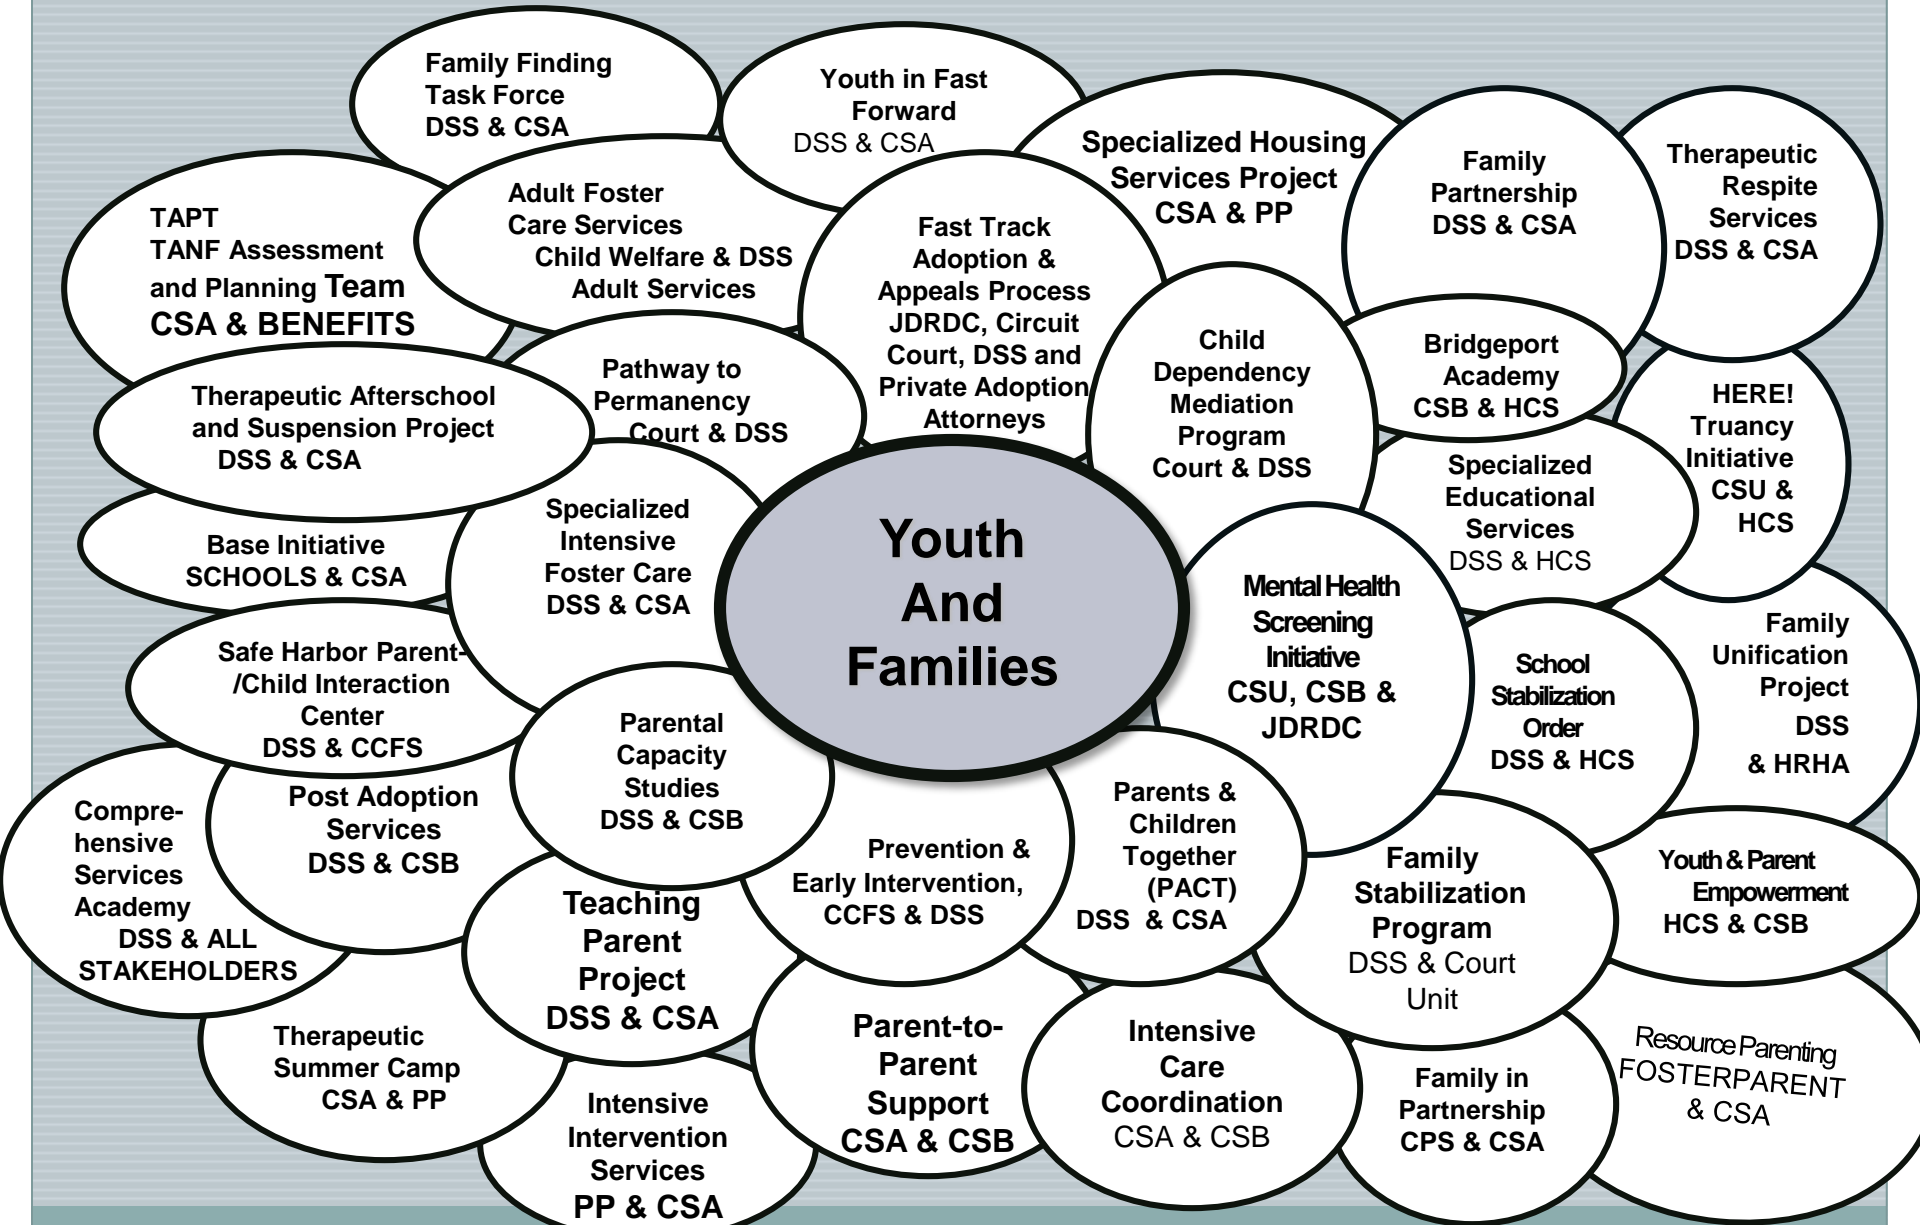 Family Finding
Task Force
DSS & CSA
Youth in Fast
Forward
DSS & CSA
Specialized Housing
Services Project
CSA & PP
Family
Partnership
DSS & CSA
Therapeutic
Respite
Services
DSS & CSA
TAPT
TANF Assessment
and Planning Team
CSA & BENEFITS
Adult Foster
Care Services
Child Welfare & DSS
Adult Services
Fast Track
Adoption &
Appeals Process
JDRDC, Circuit
Court, DSS and
Private Adoption
Attorneys
Child
Dependency
Mediation
Program
Court & DSS
Bridgeport
Academy
CSB & HCS
HERE!
Truancy
Initiative
CSU &
HCS
Therapeutic Afterschool
and Suspension Project
DSS & CSA
Pathway to
Permanency
Court & DSS
Specialized
Educational
Services
DSS & HCS
Base Initiative
SCHOOLS & CSA
Specialized
Intensive
Foster Care
DSS & CSA
Youth
And
Families
Mental Health
Screening
Initiative
CSU, CSB &
JDRDC
School
Stabilization
Order
DSS & HCS
Family
Unification
Project
DSS
& HRHA
Safe Harbor Parent-
/Child Interaction
Center
DSS & CCFS
Parental
Capacity
Studies
DSS & CSB
Compre-
hensive
Services
Academy
DSS & ALL
STAKEHOLDERS
Post Adoption
Services
DSS & CSB
Teaching
Parent
Project
DSS & CSA
Prevention &
Early Intervention,
CCFS & DSS
Parents &
Children
Together
(PACT)
DSS & CSA
Family
Stabilization
Program
DSS & Court
Unit
Youth & Parent
Empowerment
HCS & CSB
Therapeutic
Summer Camp
CSA & PP
Intensive
Intervention
Services
PP & CSA
Parent-to-
Parent
Support
CSA & CSB
Intensive
Care
Coordination
CSA & CSB
Family in
Partnership
CPS & CSA
Resource Parenting
FOSTERPARENT
& CSA